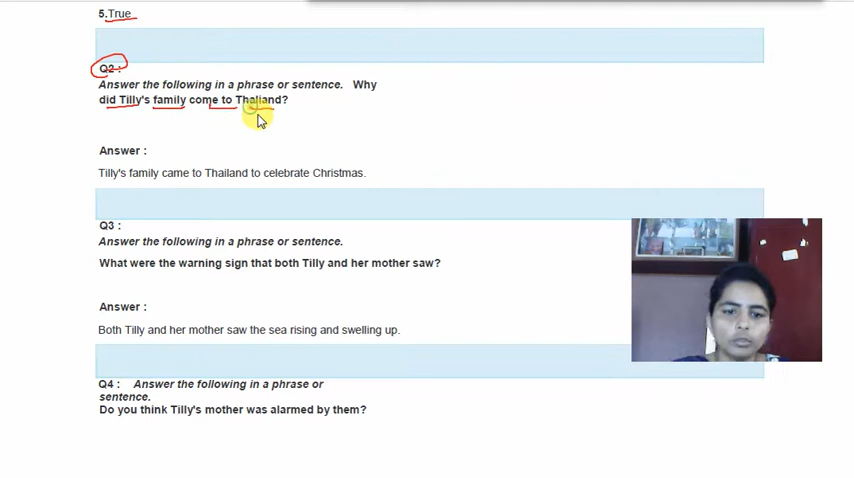 5.True
Q2 :
Answer the following in a phrase or sentence. Why
did Tilly's family come to Thailand?
Answer :
Tilly's family came to Thailand to celebrate Christmas.
Q3 :
Answer the following in a phrase or sentence.
What were the warning sign that both Tilly and her mother saw?
Answer :
Both Tilly and her mother saw the sea rising and swelling up.
Q4 : Answer the following in a phrase or
sentence.
Do you think Tilly's mother was alarmed by them?